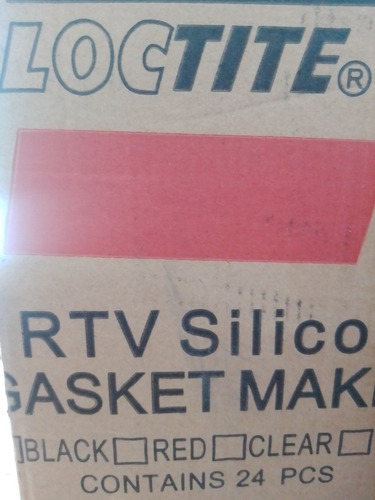 LOCTITE®
RTV Silico
GASKET MAK
BLACK□RED□CLEAR□
CONTAINS 24 PCS